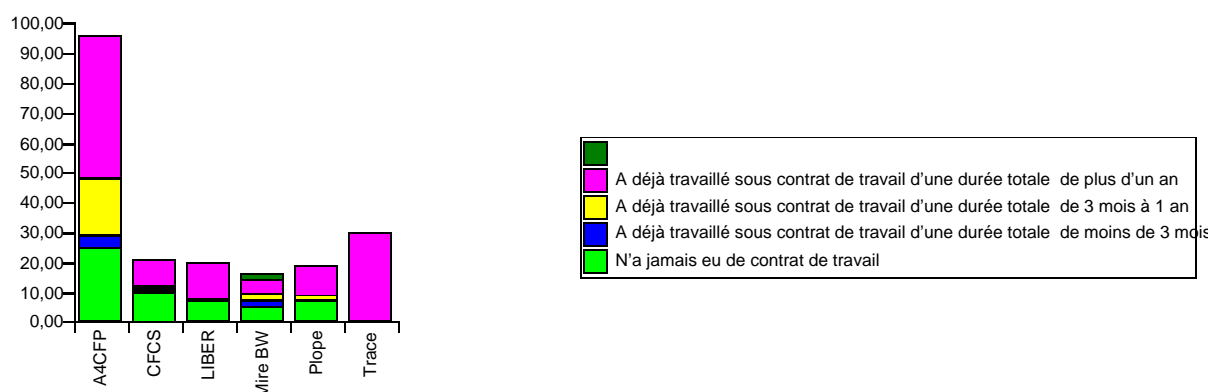 100,00
90,00
80,00
70,00
60,00
50,00
40,00
30,00
20,00
10,00
0,00
A4CFP
CFCS
LIBER
Mire BW
Plope
Trace
A déjà travaillé sous contrat de travail d'une durée totale de plus d'un an
A déjà travaillé sous contrat de travail d'une durée totale de 3 mois à 1 an
A déjà travaillé sous contrat de travail d'une durée totale de moins de 3 mois
N'a jamais eu de contrat de travail